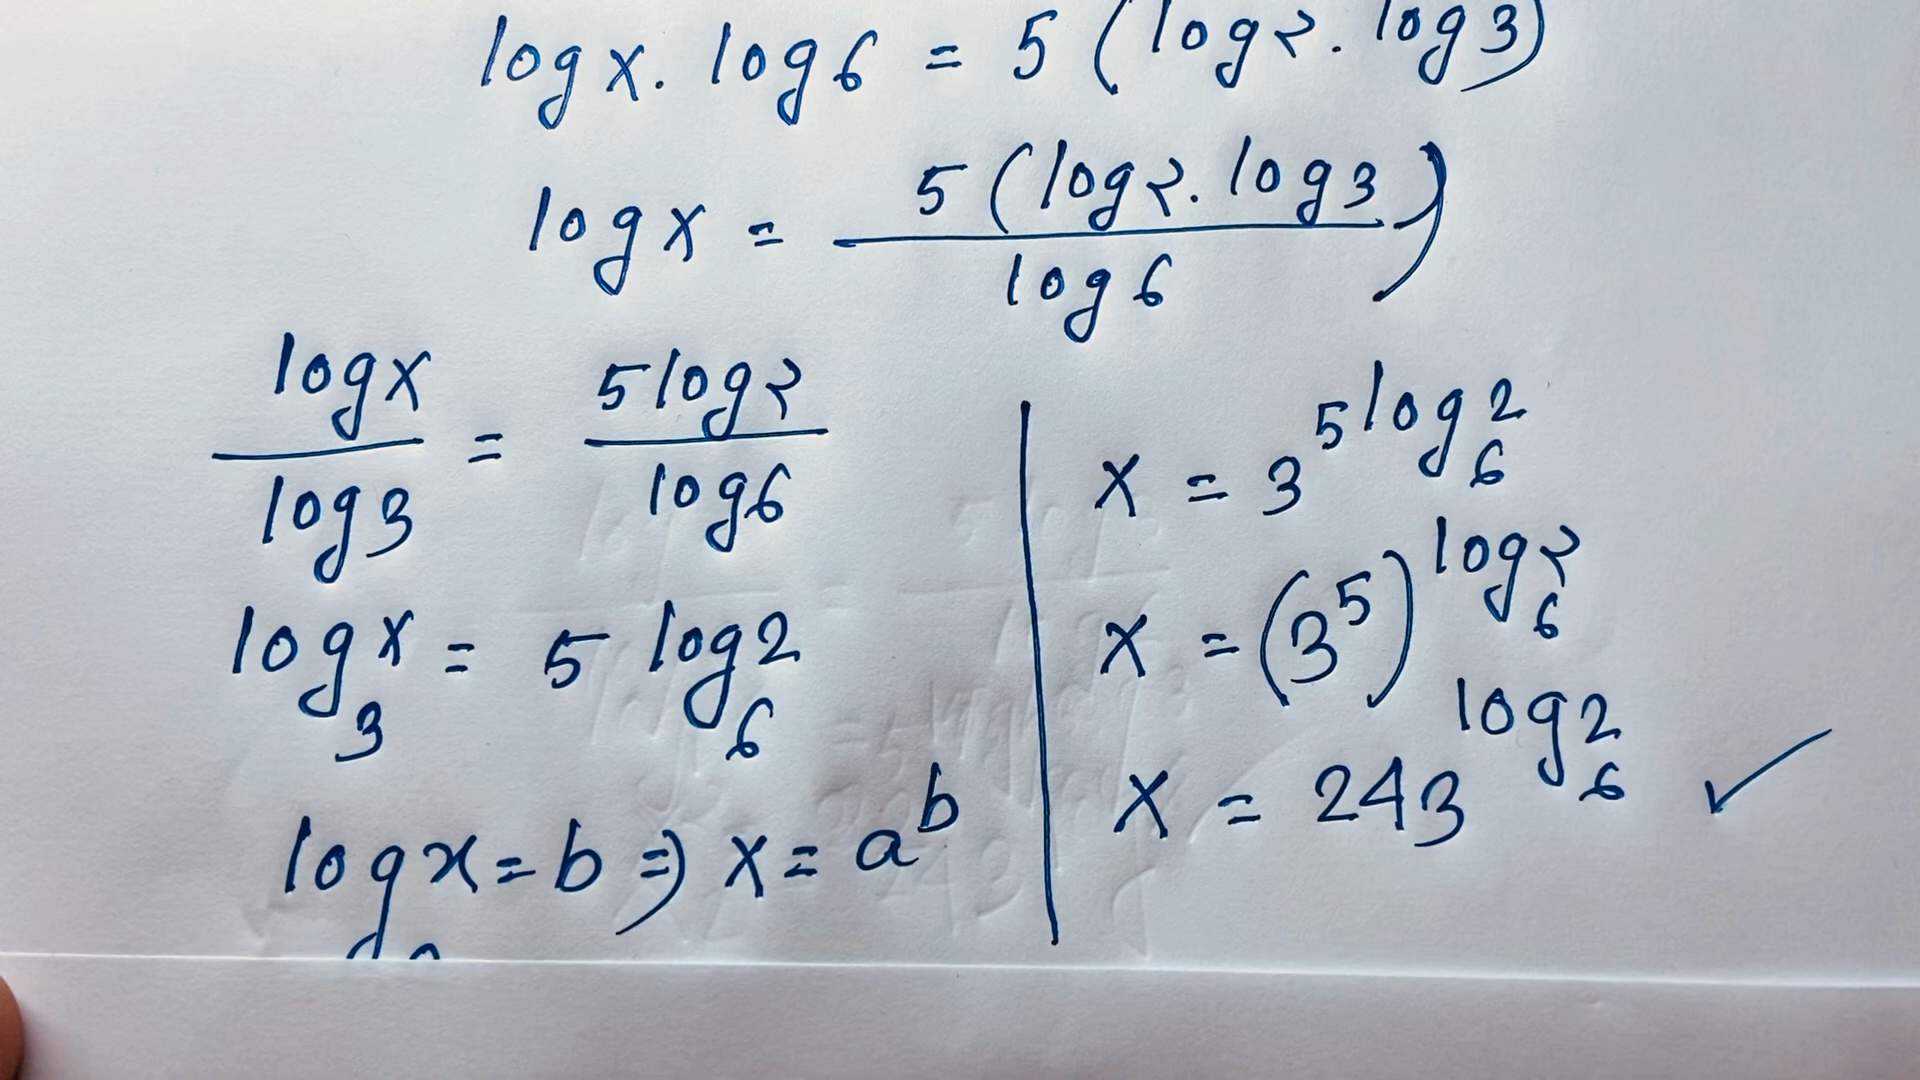 log x . log 6 = 5 (log 2 . log 3)
log x = 5 (log 2 . log 3) / log 6
log x / log 3 = 5 log 2 / log 6
log₃ x = 5 log₆ 2
log x = b ⇒ x = aᵇ
x = 3^(5 log₆ 2)
x = (3⁵)^(log₆ 2)
x = 243^(log₆ 2) ✓